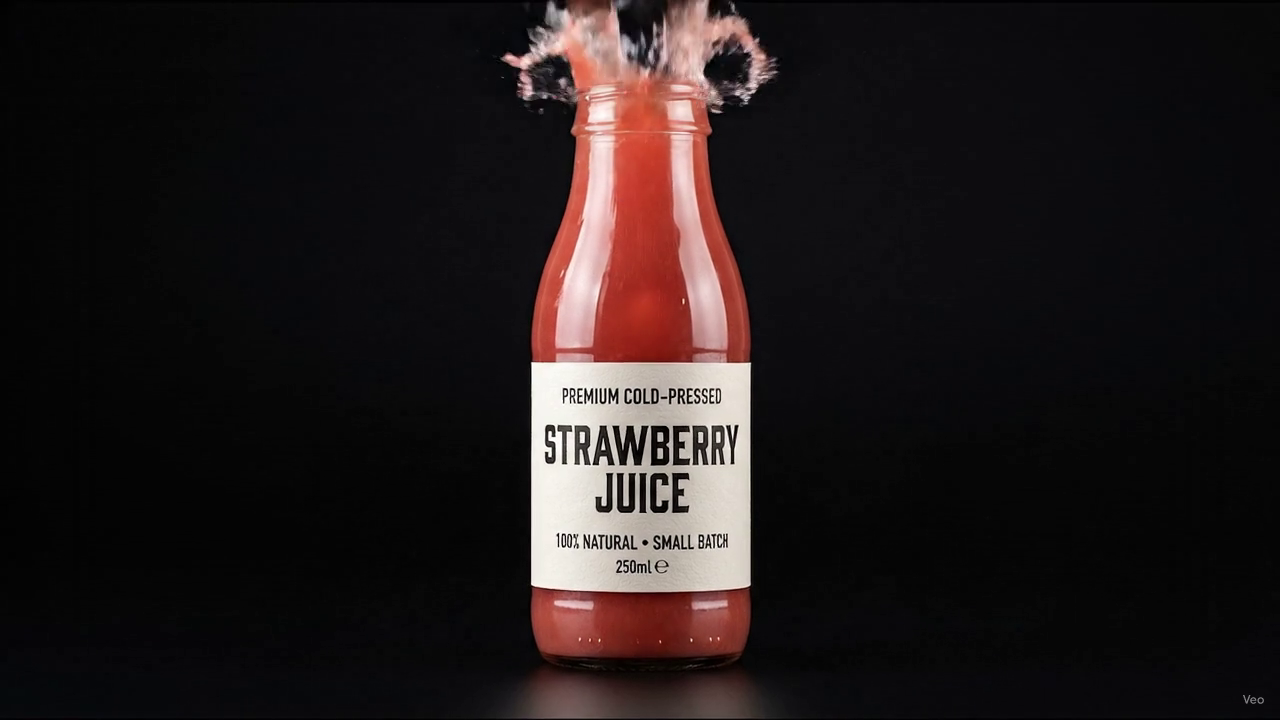 PREMIUM COLD-PRESSED
STRAWBERRY
JUICE
100% NATURAL • SMALL BATCH
250ml ℮
Veo